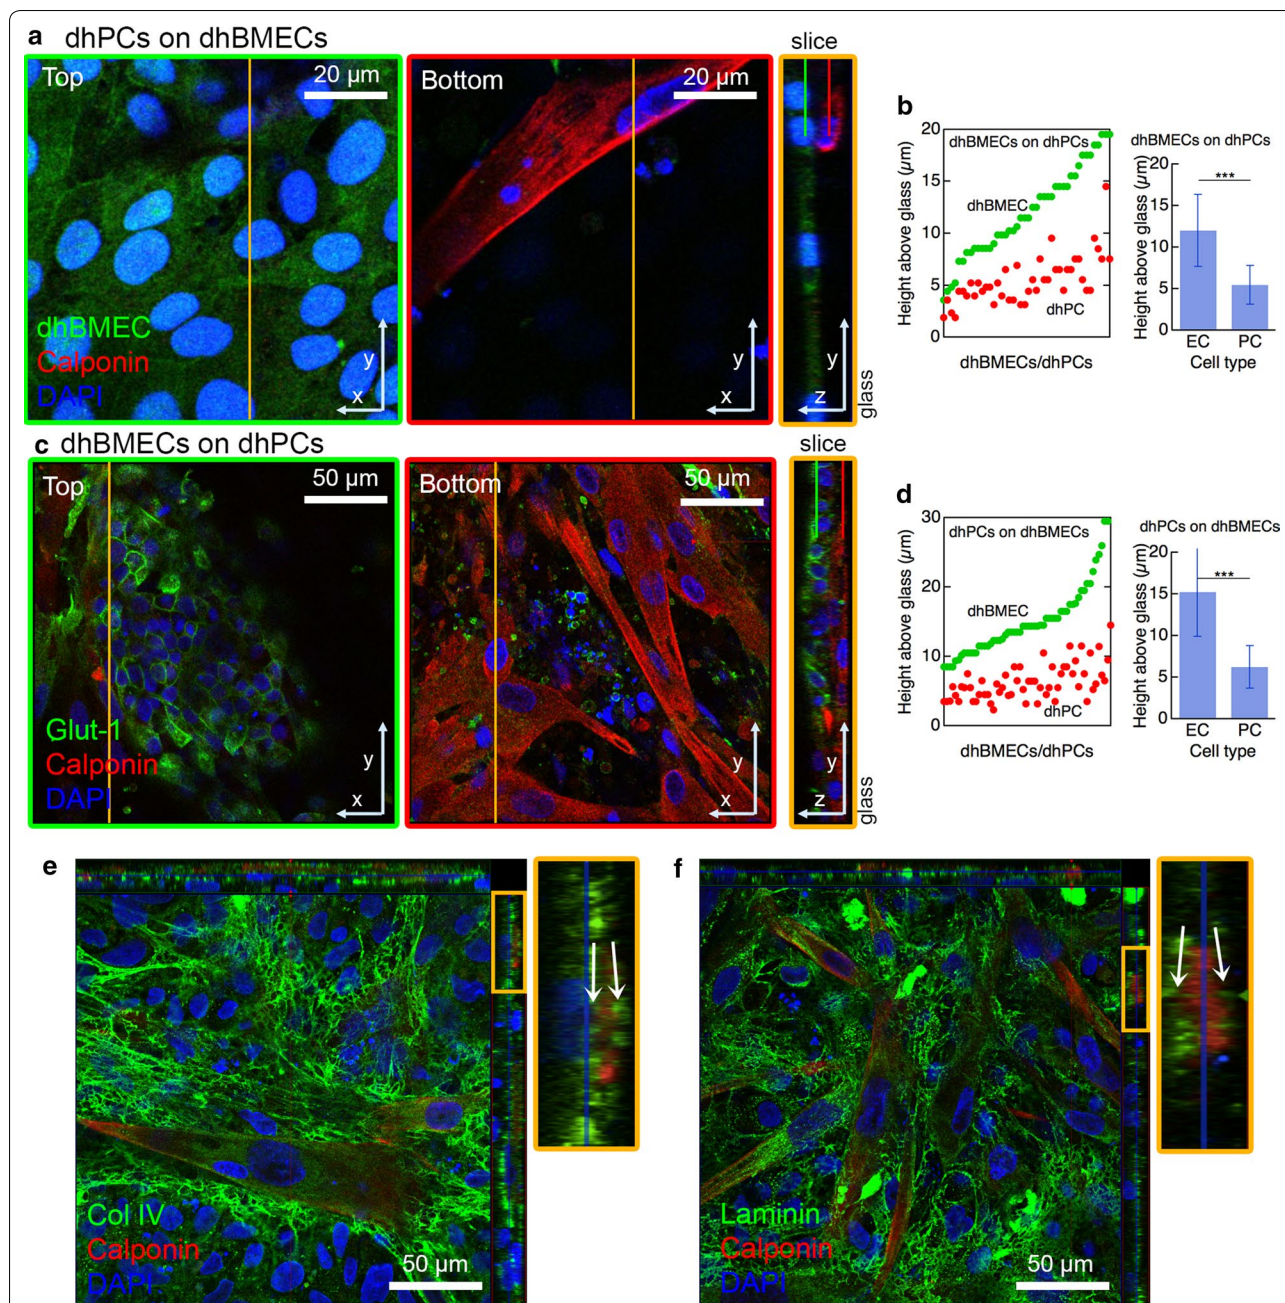 a dhPCs on dhBMECs
Top
20 µm
dhBMEC
Calponin
DAPI
y
x
Bottom
20 µm
y
x
slice
y
z
glass
b
20
15
10
5
0
Height above glass (µm)
dhBMECs on dhPCs
dhBMEC
dhPC
dhBMECs/dhPCs
dhBMECs on dhPCs
20
15
10
5
0
Height above glass (µm)
***
EC PC
Cell type
c dhBMECs on dhPCs
Top
50 µm
Glut-1
Calponin
DAPI
y
x
Bottom
50 µm
y
x
slice
y
z
glass
d
30
20
10
0
Height above glass (µm)
dhPCs on dhBMECs
dhBMEC
dhPC
dhBMECs/dhPCs
dhPCs on dhBMECs
20
15
10
5
0
Height above glass (µm)
***
EC PC
Cell type
e
Col IV
Calponin
DAPI
50 µm
f
Laminin
Calponin
DAPI
50 µm